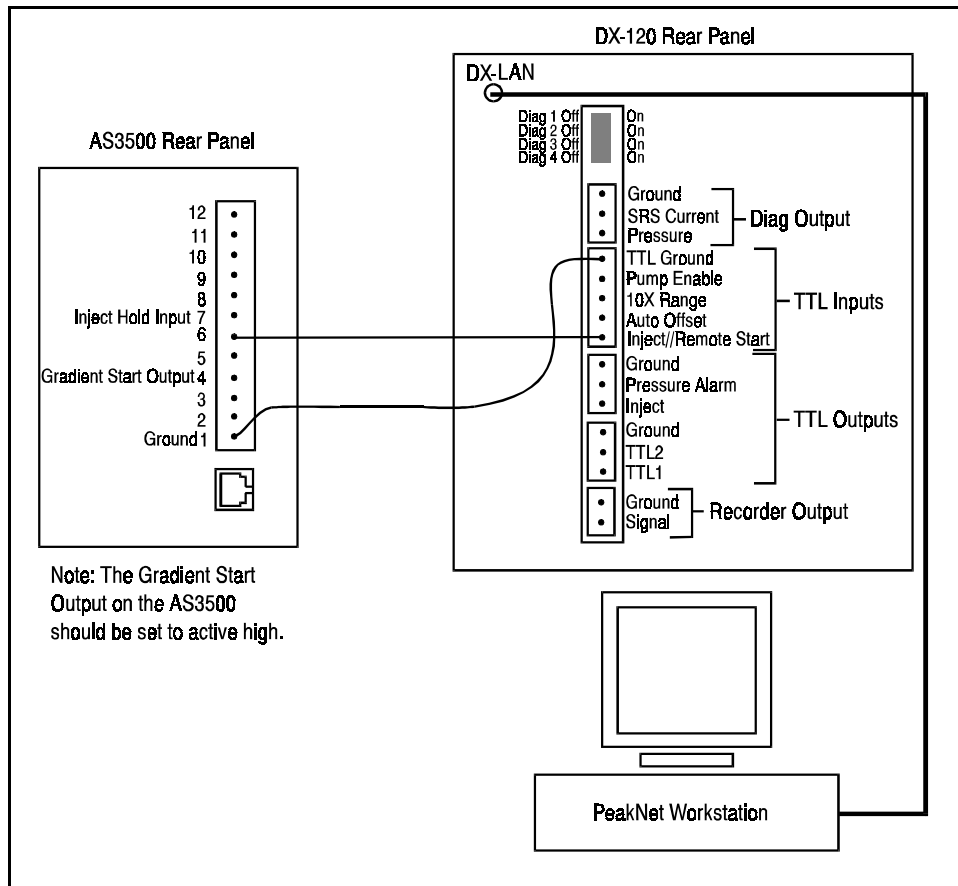 DX-120 Rear Panel
DX-LAN
Diag 1 Off On
Diag 2 Off On
Diag 3 Off On
Diag 4 Off On
Ground
SRS Current
Pressure
Diag Output
TTL Ground
Pump Enable
10X Range
Auto Offset
Inject//Remote Start
TTL Inputs
Ground
Pressure Alarm
Inject
Ground
TTL2
TTL1
TTL Outputs
Ground
Signal
Recorder Output
AS3500 Rear Panel
12
11
10
9
8
Inject Hold Input 7
6
5
Gradient Start Output 4
3
2
Ground 1
Note: The Gradient Start
Output on the AS3500
should be set to active high.
PeakNet Workstation